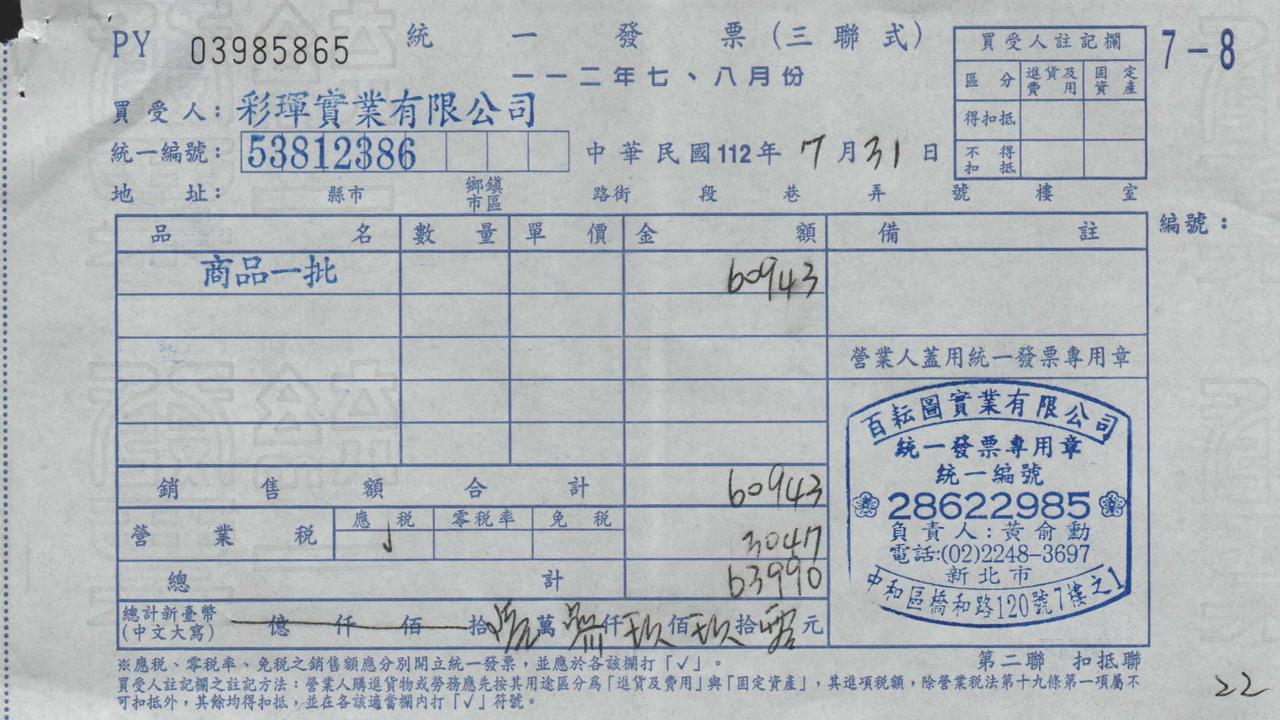 PY 03985865 統一發票(三聯式)
一一二年七、八月份
7-8
買受人註記欄
區分 進貨及費用 固定資產
得扣抵
不得扣抵
買受人:彩琿實業有限公司
統一編號:53812386
中華民國112年7月31日
地址: 縣市 鄉鎮市區 路街 段 巷 弄 號 樓 室
編號:
品名 數量 單價 金額 備註
商品一批 60943
營業人蓋用統一發票專用章
銷售額合計 60943
營業稅 應稅 零稅率 免稅 3047
✓
總計 63990
總計新臺幣(中文大寫) 億仟佰拾陸萬參仟玖佰玖拾零元
百耘圖實業有限公司
統一發票專用章
統一編號
28622985
負責人:黃俞勳
電話:(02)2248-3697
新北市
中和區橋和路120號7樓之1
※應稅、零稅率、免稅之銷售額應分別開立統一發票,並應於各該欄打「✓」。
第二聯 扣抵聯
買受人註記欄之註記方法:營業人購進貨物或勞務應先按其用途區分為「進貨及費用」與「固定資產」,其進項稅額,除營業稅法第十九條第一項屬不
可扣抵外,其餘均得扣抵,並在各該適當欄內打「✓」符號。
22